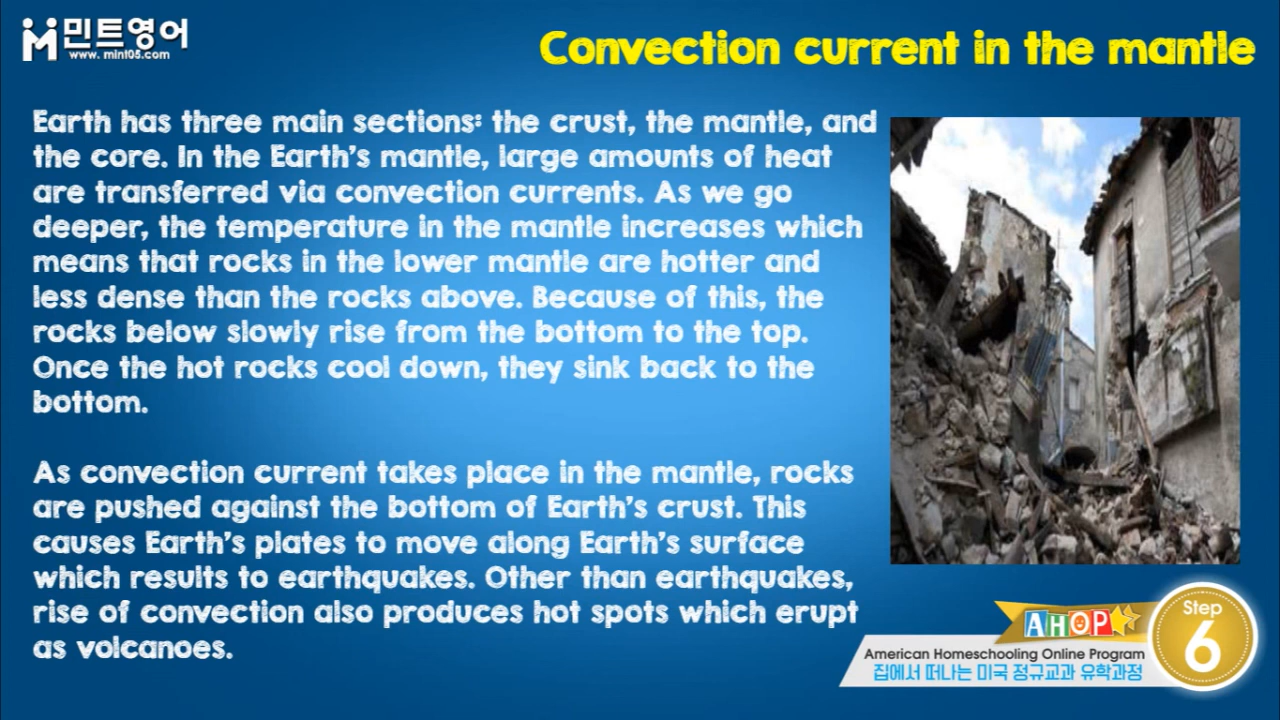 민트영어
www. mint05.com
Convection current in the mantle
Earth has three main sections: the crust, the mantle, and
the core. In the Earth's mantle, large amounts of heat
are transferred via convection currents. As we go
deeper, the temperature in the mantle increases which
means that rocks in the lower mantle are hotter and
less dense than the rocks above. Because of this, the
rocks below slowly rise from the bottom to the top.
Once the hot rocks cool down, they sink back to the
bottom.
As convection current takes place in the mantle, rocks
are pushed against the bottom of Earth's crust. This
causes Earth's plates to move along Earth's surface
which results to earthquakes. Other than earthquakes,
rise of convection also produces hot spots which erupt
as volcanoes.
AHOP
American Homeschooling Online Program
집에서 떠나는 미국 정규교과 유학과정
Step
6